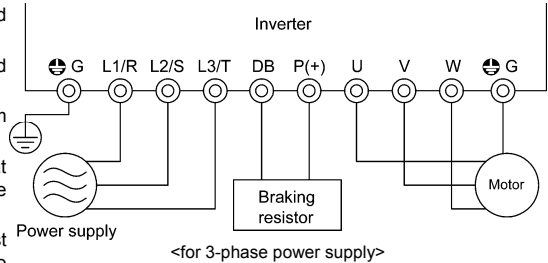 Inverter
G L1/R L2/S L3/T DB P(+) U V W G
Braking
resistor
Motor
Power supply
<for 3-phase power supply>